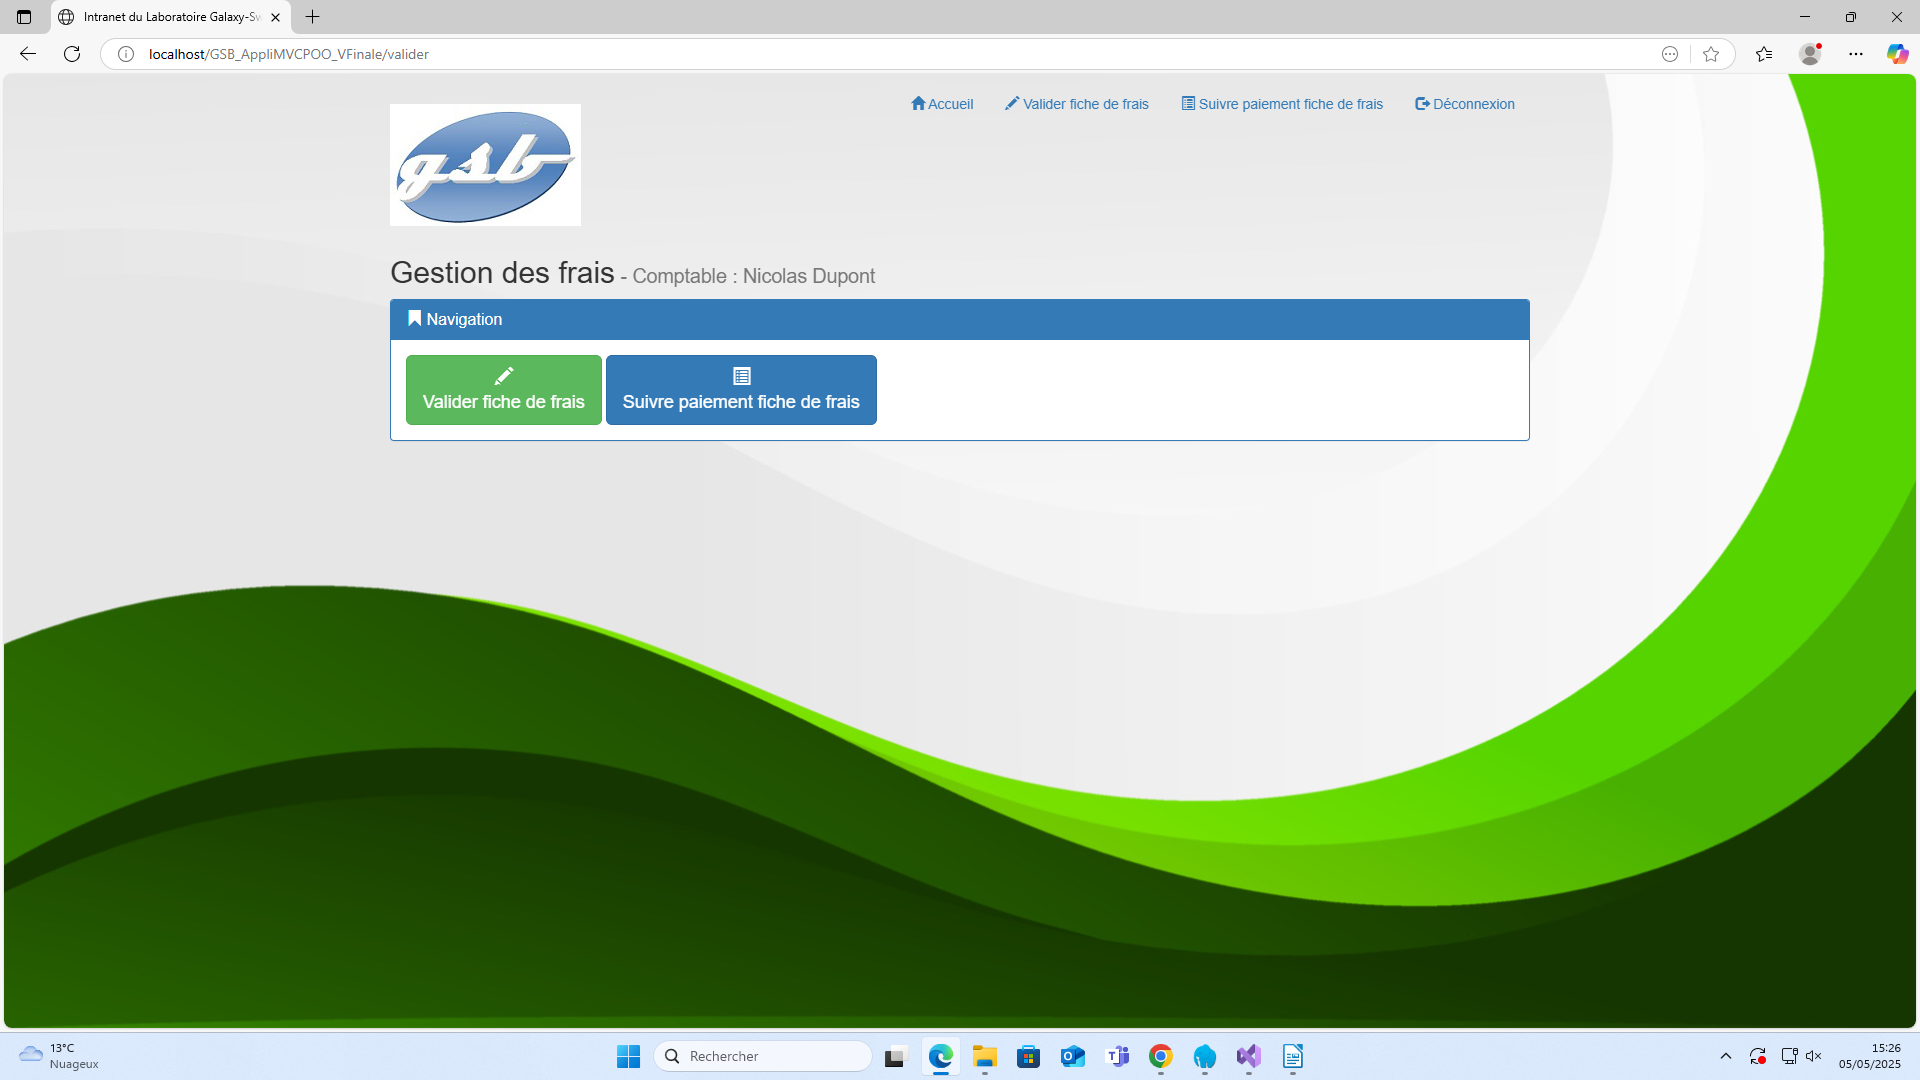 Intranet du Laboratoire Galaxy-Sw
localhost/GSB_AppliMVCPOO_VFinale/valider
Accueil
Valider fiche de frais
Suivre paiement fiche de frais
Déconnexion
gsb
Gestion des frais - Comptable : Nicolas Dupont
Navigation
Valider fiche de frais
Suivre paiement fiche de frais
13°C
Nuageux
Rechercher
15:26
05/05/2025